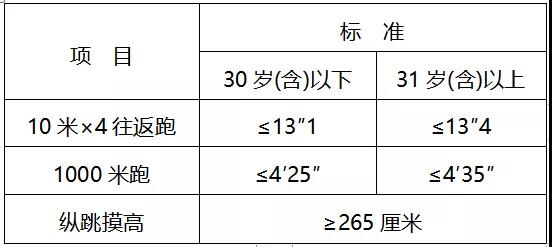 项 目 标 准
30 岁(含)以下 31 岁(含)以上
10 米×4 往返跑 ≤13″1 ≤13″4
1000 米跑 ≤4′25″ ≤4′35″
纵跳摸高 ≥265 厘米